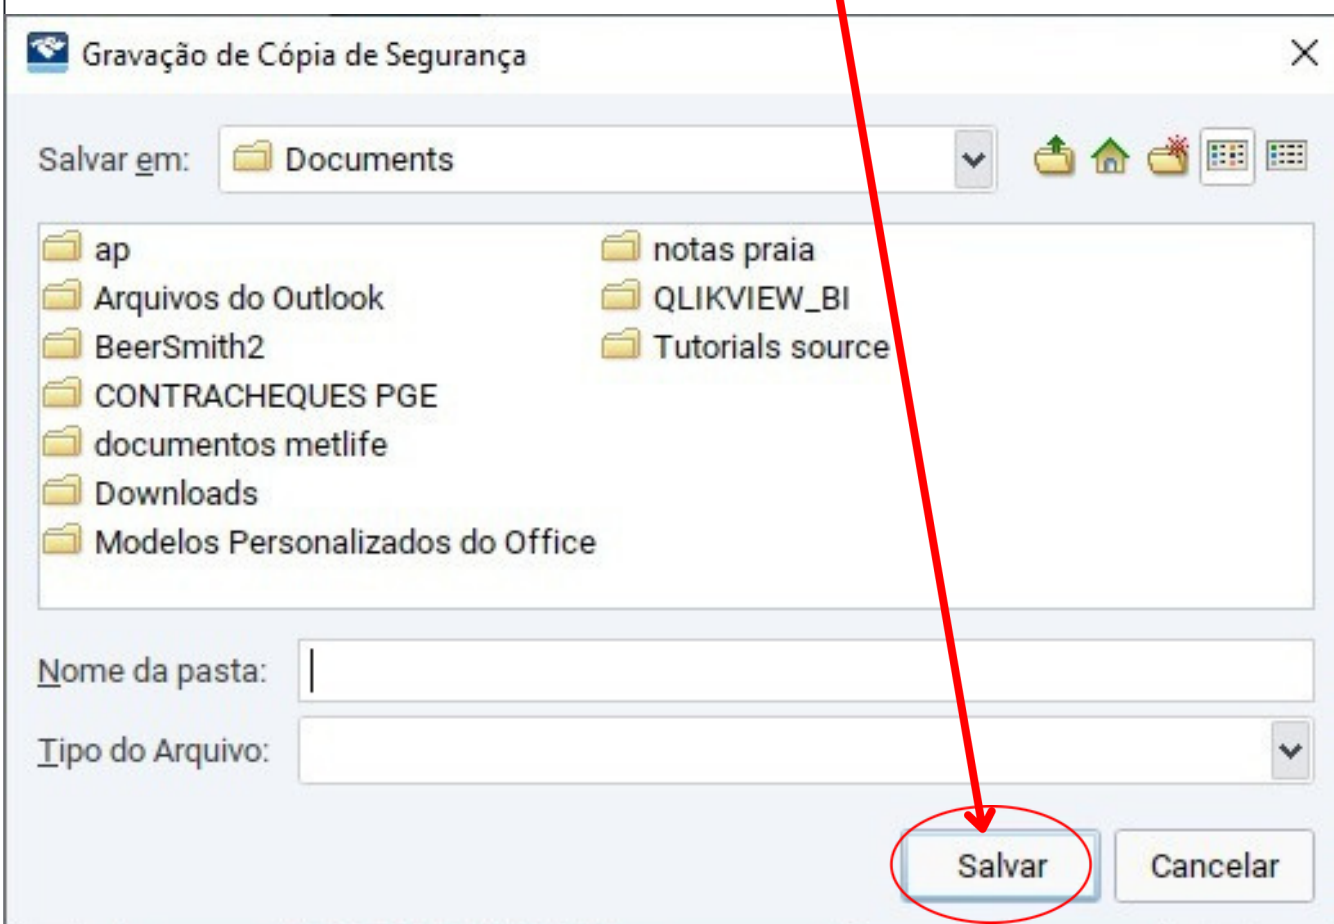 Gravação de Cópia de Segurança
Salvar em: Documents
ap
Arquivos do Outlook
BeerSmith2
CONTRACHEQUES PGE
documentos metlife
Downloads
Modelos Personalizados do Office
notas praia
QLIKVIEW_BI
Tutorials source
Nome da pasta:
Tipo do Arquivo:
Salvar Cancelar